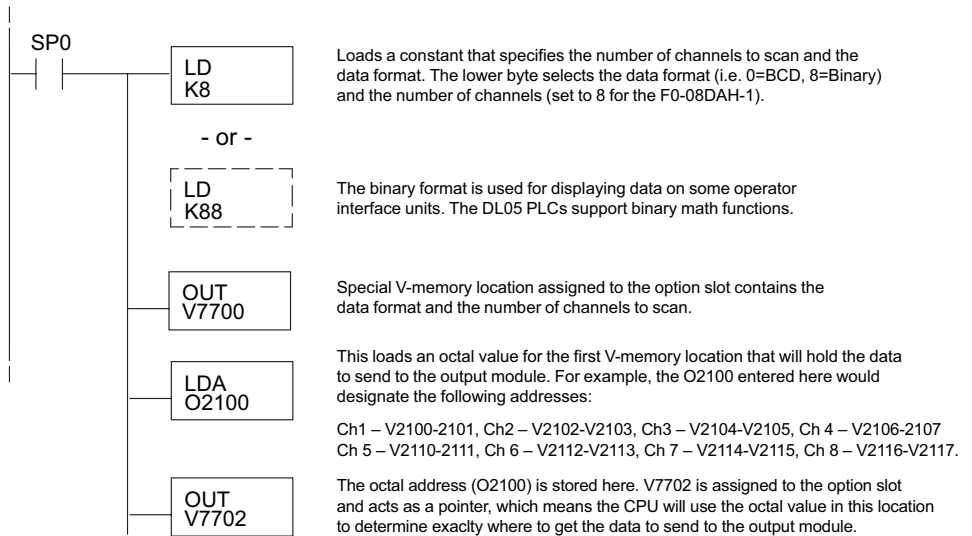 SP0
LD
K8
Loads a constant that specifies the number of channels to scan and the
data format. The lower byte selects the data format (i.e. 0=BCD, 8=Binary)
and the number of channels (set to 8 for the F0-08DAH-1).
- or -
LD
K88
The binary format is used for displaying data on some operator
interface units. The DL05 PLCs support binary math functions.
OUT
V7700
Special V-memory location assigned to the option slot contains the
data format and the number of channels to scan.
LDA
O2100
This loads an octal value for the first V-memory location that will hold the data
to send to the output module. For example, the O2100 entered here would
designate the following addresses:
Ch1 – V2100-2101, Ch2 – V2102-V2103, Ch3 – V2104-V2105, Ch 4 – V2106-2107
Ch 5 – V2110-2111, Ch 6 – V2112-V2113, Ch 7 – V2114-V2115, Ch 8 – V2116-V2117.
OUT
V7702
The octal address (O2100) is stored here. V7702 is assigned to the option slot
and acts as a pointer, which means the CPU will use the octal value in this location
to determine exaclty where to get the data to send to the output module.